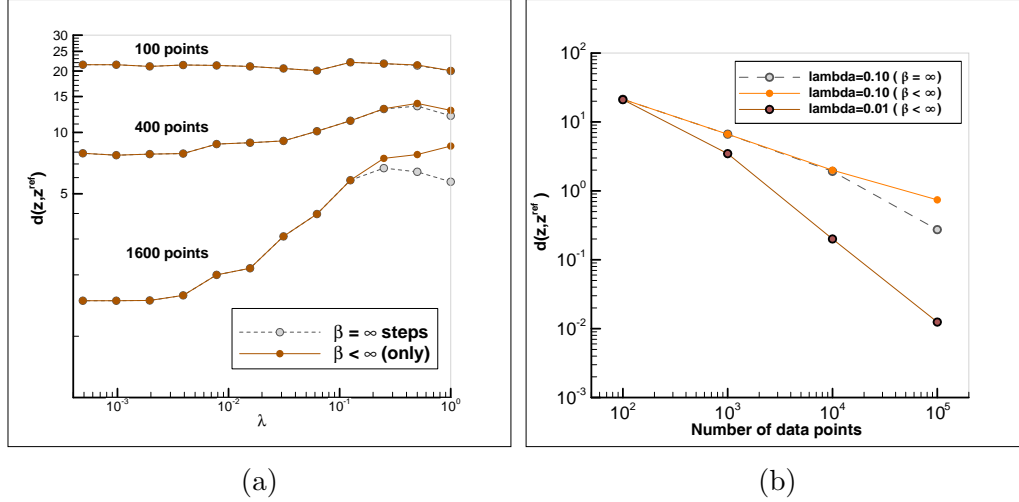 30
25
20
15
10
5
d(z,z^ref)
100 points
400 points
1600 points
β = ∞ steps
β < ∞ (only)
10^-3
10^-2
10^-1
10^0
λ
(a)
10^2
10^1
10^0
10^-1
10^-2
10^-3
d(z,z^ref)
lambda=0.10 ( β = ∞)
lambda=0.10 ( β < ∞)
lambda=0.01 ( β < ∞)
10^2
10^3
10^4
10^5
Number of data points
(b)